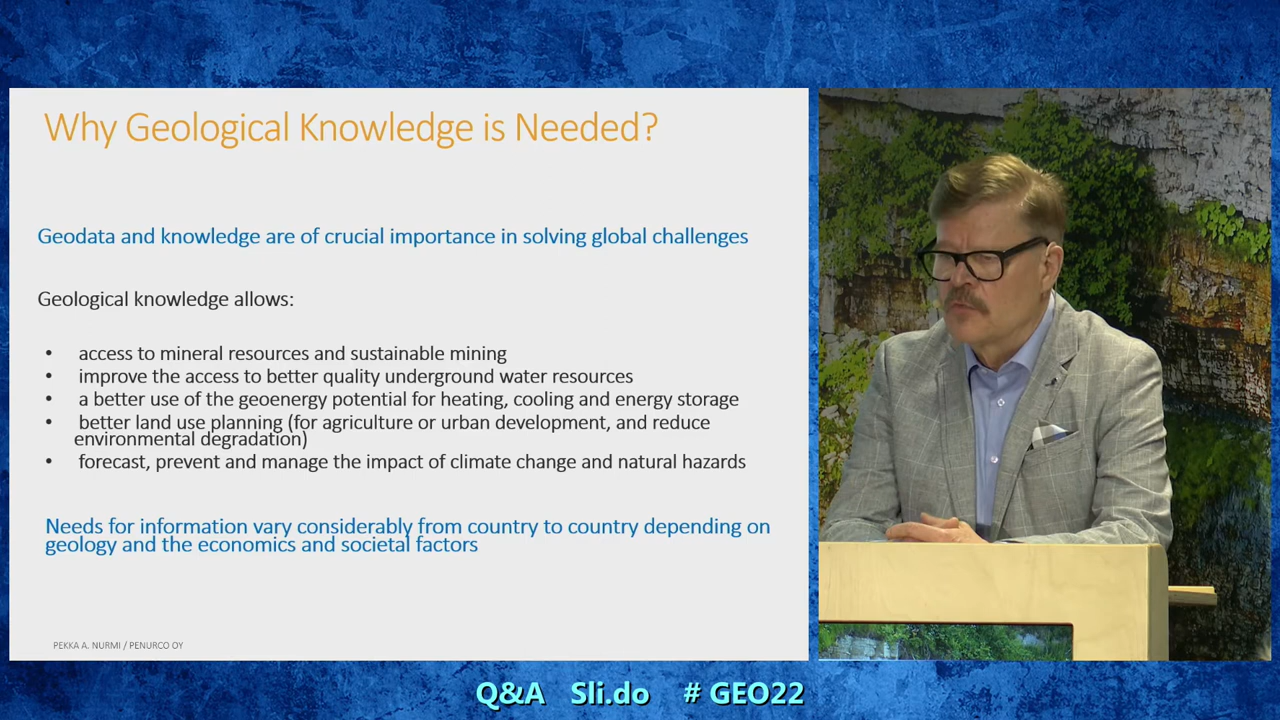 Why Geological Knowledge is Needed?
Geodata and knowledge are of crucial importance in solving global challenges
Geological knowledge allows:
• access to mineral resources and sustainable mining
• improve the access to better quality underground water resources
• a better use of the geoenergy potential for heating, cooling and energy storage
• better land use planning (for agriculture or urban development, and reduce
environmental degradation)
• forecast, prevent and manage the impact of climate change and natural hazards
Needs for information vary considerably from country to country depending on
geology and the economics and societal factors
PEKKA A. NURMI / PENURCO OY
Q&A Sli.do # GEO22